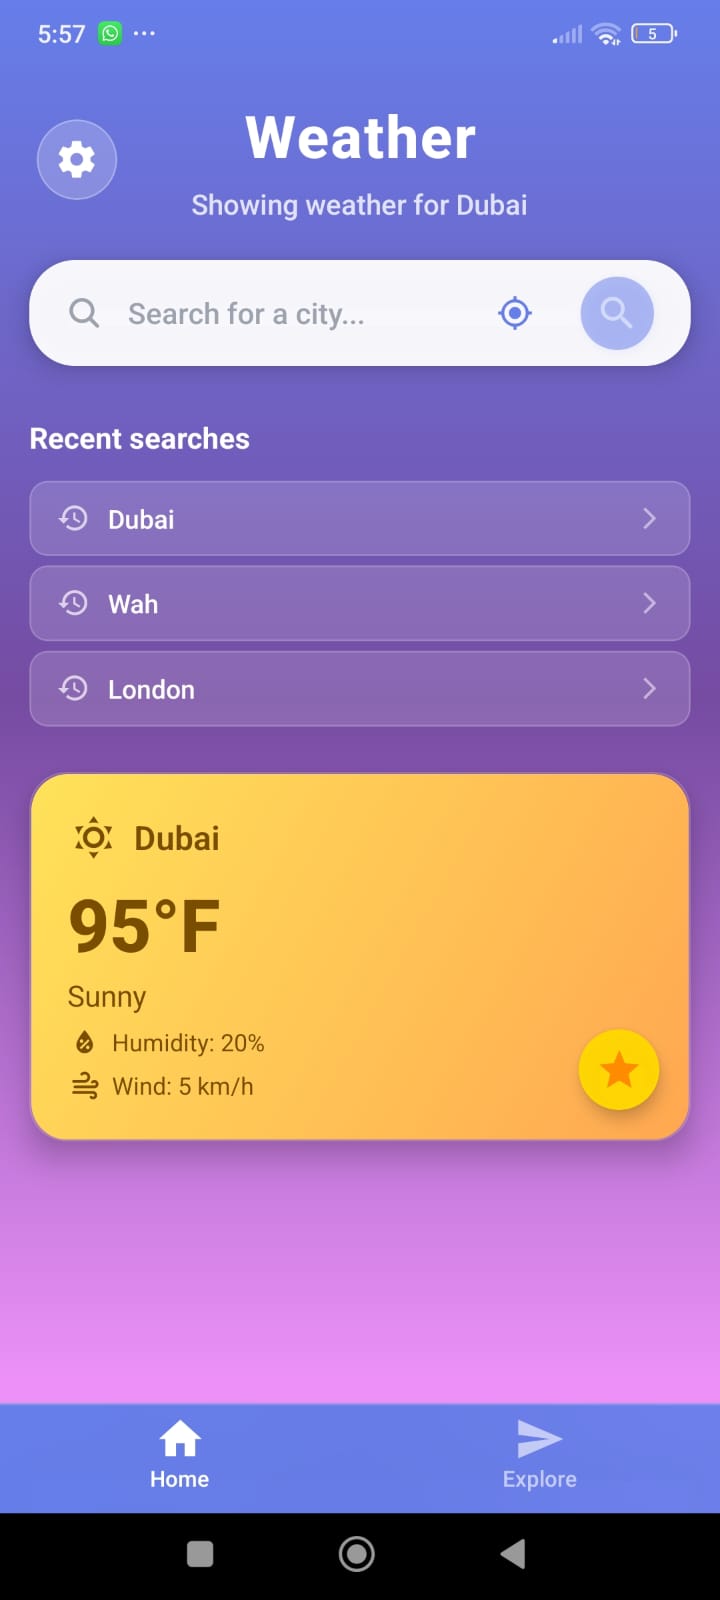 5:57 ... 5
Weather
Showing weather for Dubai
Search for a city...
Recent searches
Dubai
Wah
London
Dubai
95°F
Sunny
Humidity: 20%
Wind: 5 km/h
Home
Explore